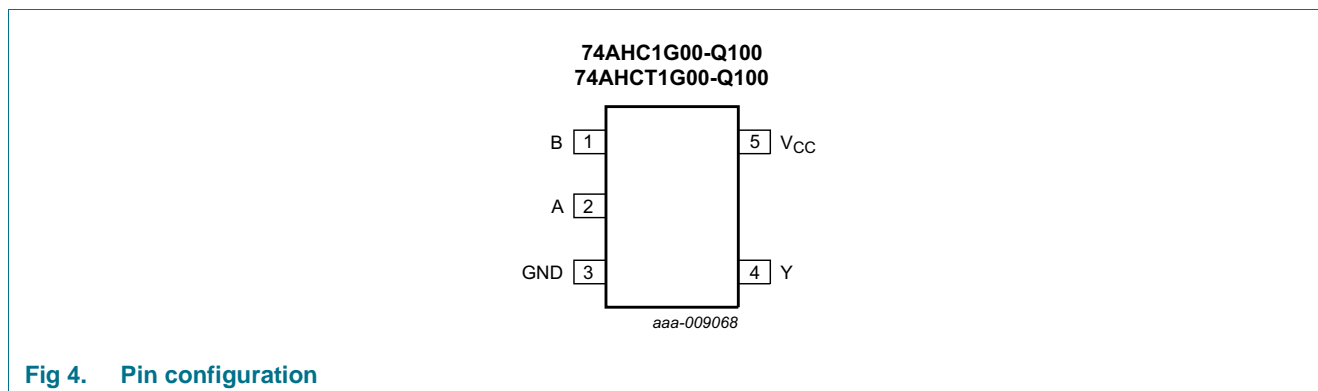 74AHC1G00-Q100
74AHCT1G00-Q100
B 1
5 VCC
A 2
GND 3
4 Y
aaa-009068
Fig 4. Pin configuration